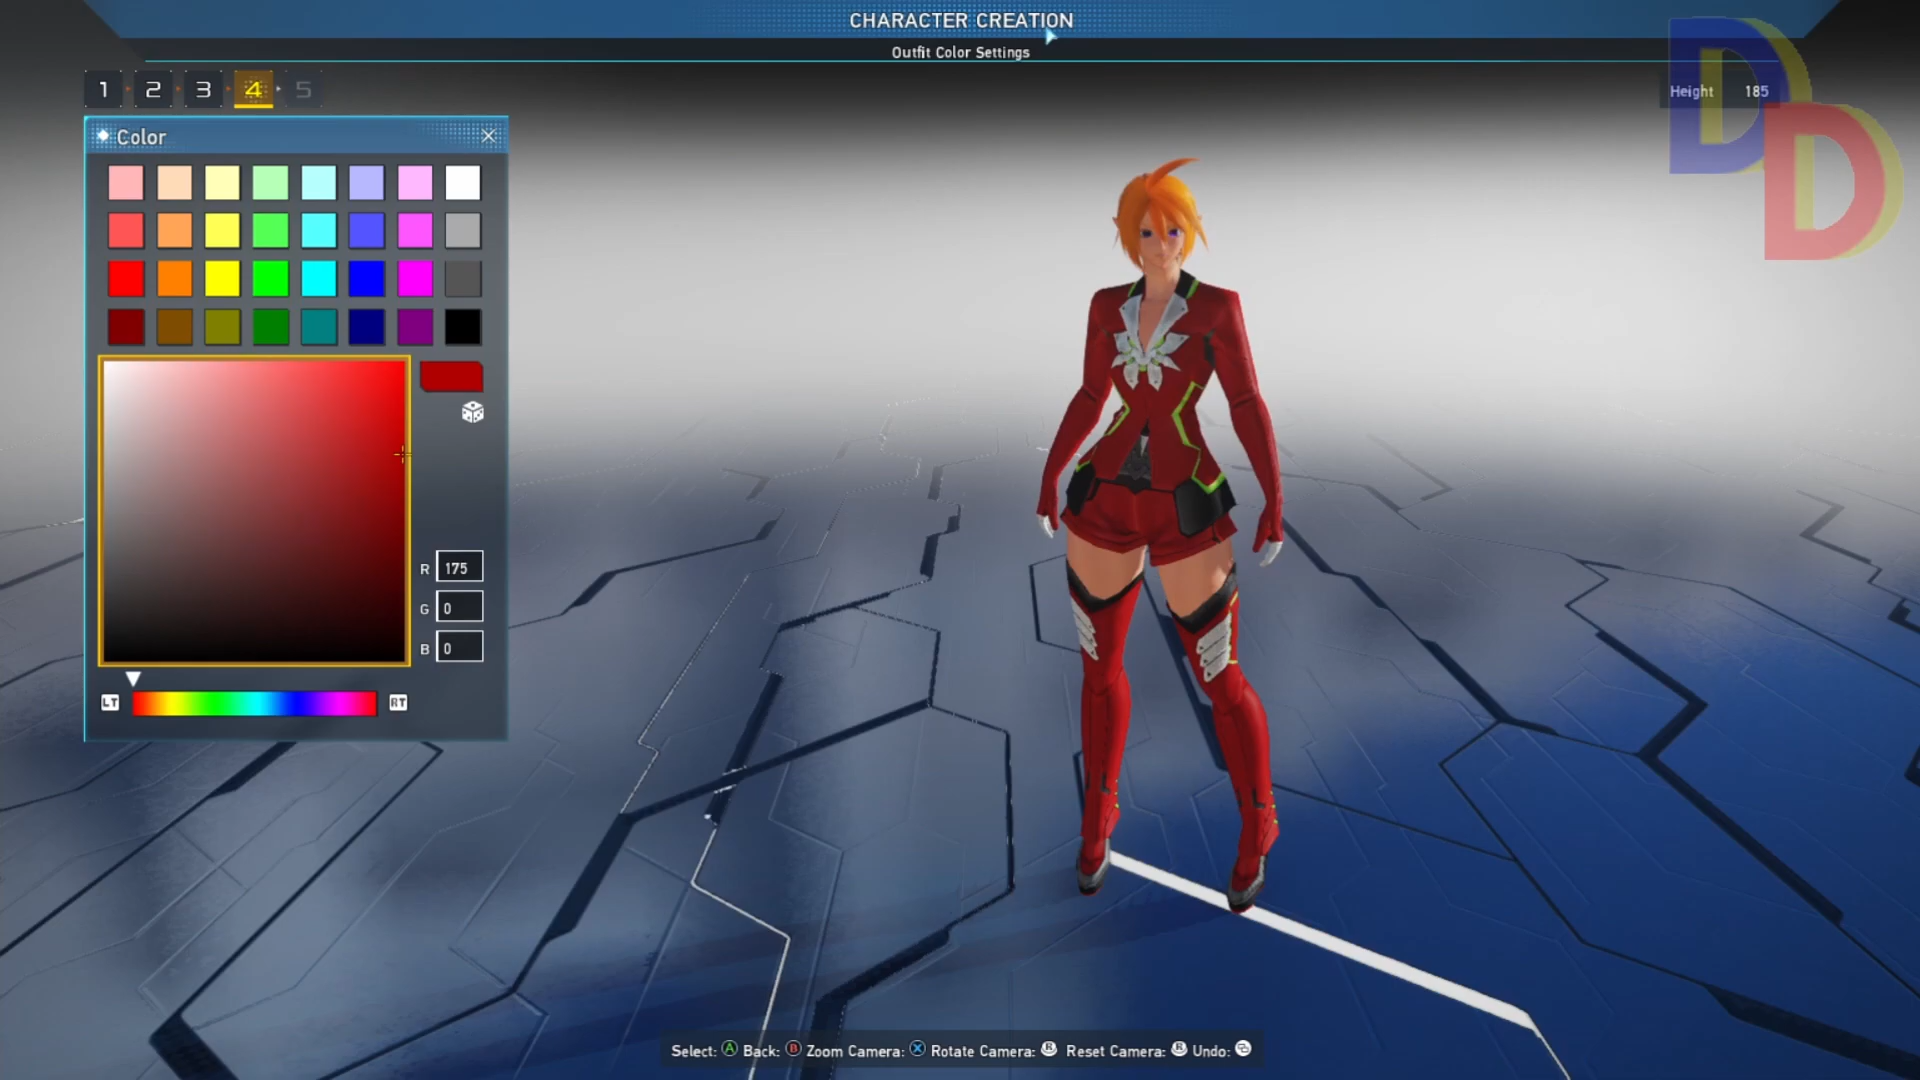 CHARACTER CREATION
Outfit Color Settings
1 2 3 4 5
Height 185
DD
Color
R 175
G 0
B 0
LT RT
Select: A Back: B Zoom Camera: X Rotate Camera: R Reset Camera: R Undo: